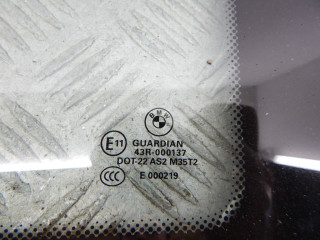 BMW
E11 GUARDIAN
43R-000137
DOT-22 AS2 M35T2
CCC E 000219